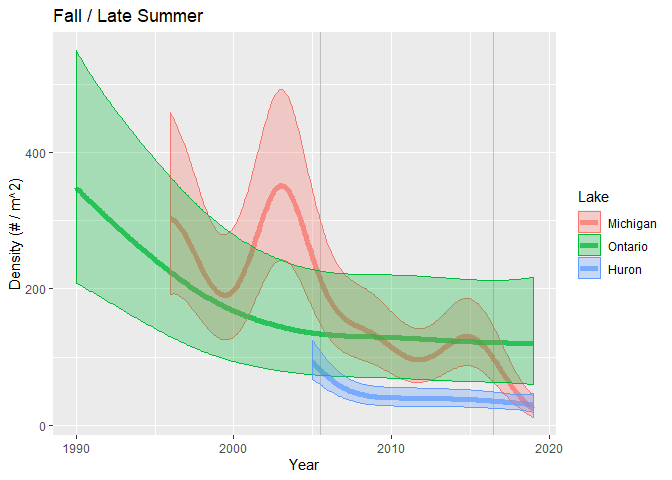 Fall / Late Summer
Density (# / m^2)
400
200
0
1990
2000
2010
2020
Year
Lake
Michigan
Ontario
Huron